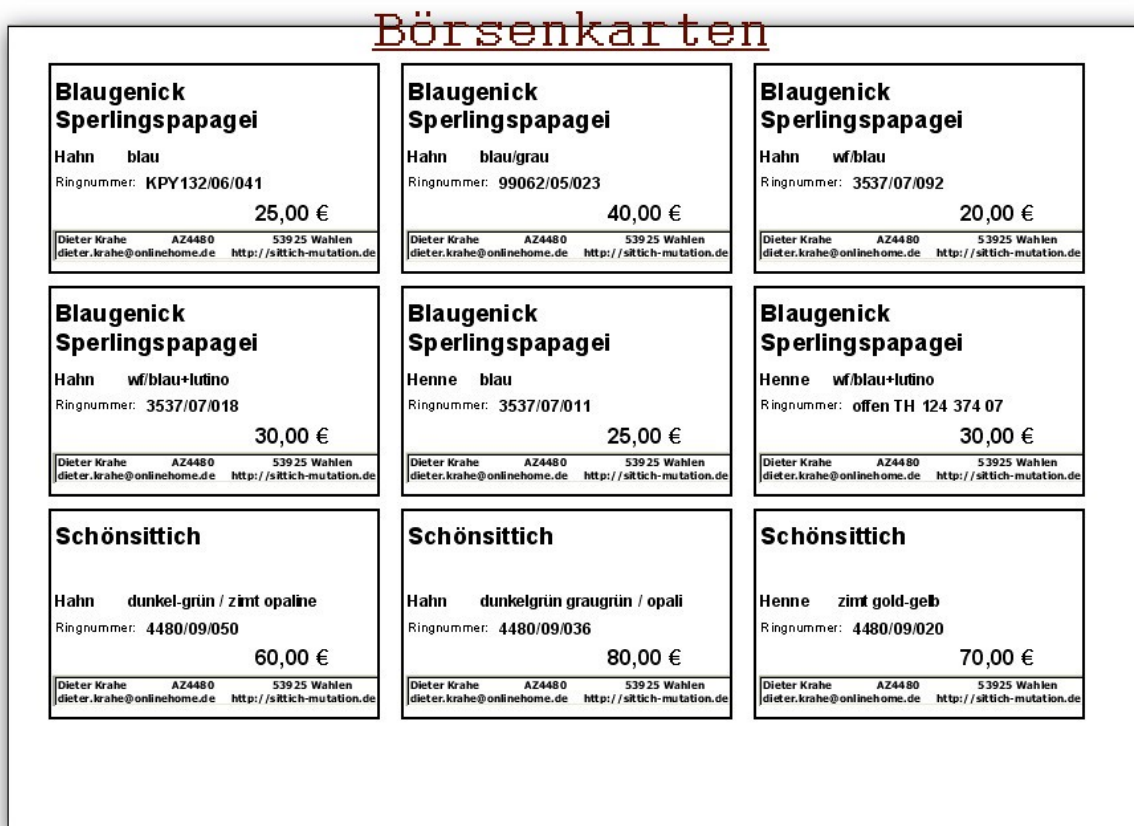 Börsenkarten
Blaugenick
Sperlingspapagei
Hahn blau
Ringnummer: KPY132/06/041
25,00 €
Dieter Krahe AZ4480 53925 Wahlen
dieter.krahe@onlinehome.de http://sittich-mutation.de
Blaugenick
Sperlingspapagei
Hahn blau/grau
Ringnummer: 99062/05/023
40,00 €
Dieter Krahe AZ4480 53925 Wahlen
dieter.krahe@onlinehome.de http://sittich-mutation.de
Blaugenick
Sperlingspapagei
Hahn wf/blau
Ringnummer: 3537/07/092
20,00 €
Dieter Krahe AZ4480 53925 Wahlen
dieter.krahe@onlinehome.de http://sittich-mutation.de
Blaugenick
Sperlingspapagei
Hahn wf/blau+lutino
Ringnummer: 3537/07/018
30,00 €
Dieter Krahe AZ4480 53925 Wahlen
dieter.krahe@onlinehome.de http://sittich-mutation.de
Blaugenick
Sperlingspapagei
Henne blau
Ringnummer: 3537/07/011
25,00 €
Dieter Krahe AZ4480 53925 Wahlen
dieter.krahe@onlinehome.de http://sittich-mutation.de
Blaugenick
Sperlingspapagei
Henne wf/blau+lutino
Ringnummer: offen TH 124 374 07
30,00 €
Dieter Krahe AZ4480 53925 Wahlen
dieter.krahe@onlinehome.de http://sittich-mutation.de
Schönsittich
Hahn dunkel-grün / zimt opaline
Ringnummer: 4480/09/050
60,00 €
Dieter Krahe AZ4480 53925 Wahlen
dieter.krahe@onlinehome.de http://sittich-mutation.de
Schönsittich
Hahn dunkelgrün graugrün / opali
Ringnummer: 4480/09/036
80,00 €
Dieter Krahe AZ4480 53925 Wahlen
dieter.krahe@onlinehome.de http://sittich-mutation.de
Schönsittich
Henne zimt gold-gelb
Ringnummer: 4480/09/020
70,00 €
Dieter Krahe AZ4480 53925 Wahlen
dieter.krahe@onlinehome.de http://sittich-mutation.de